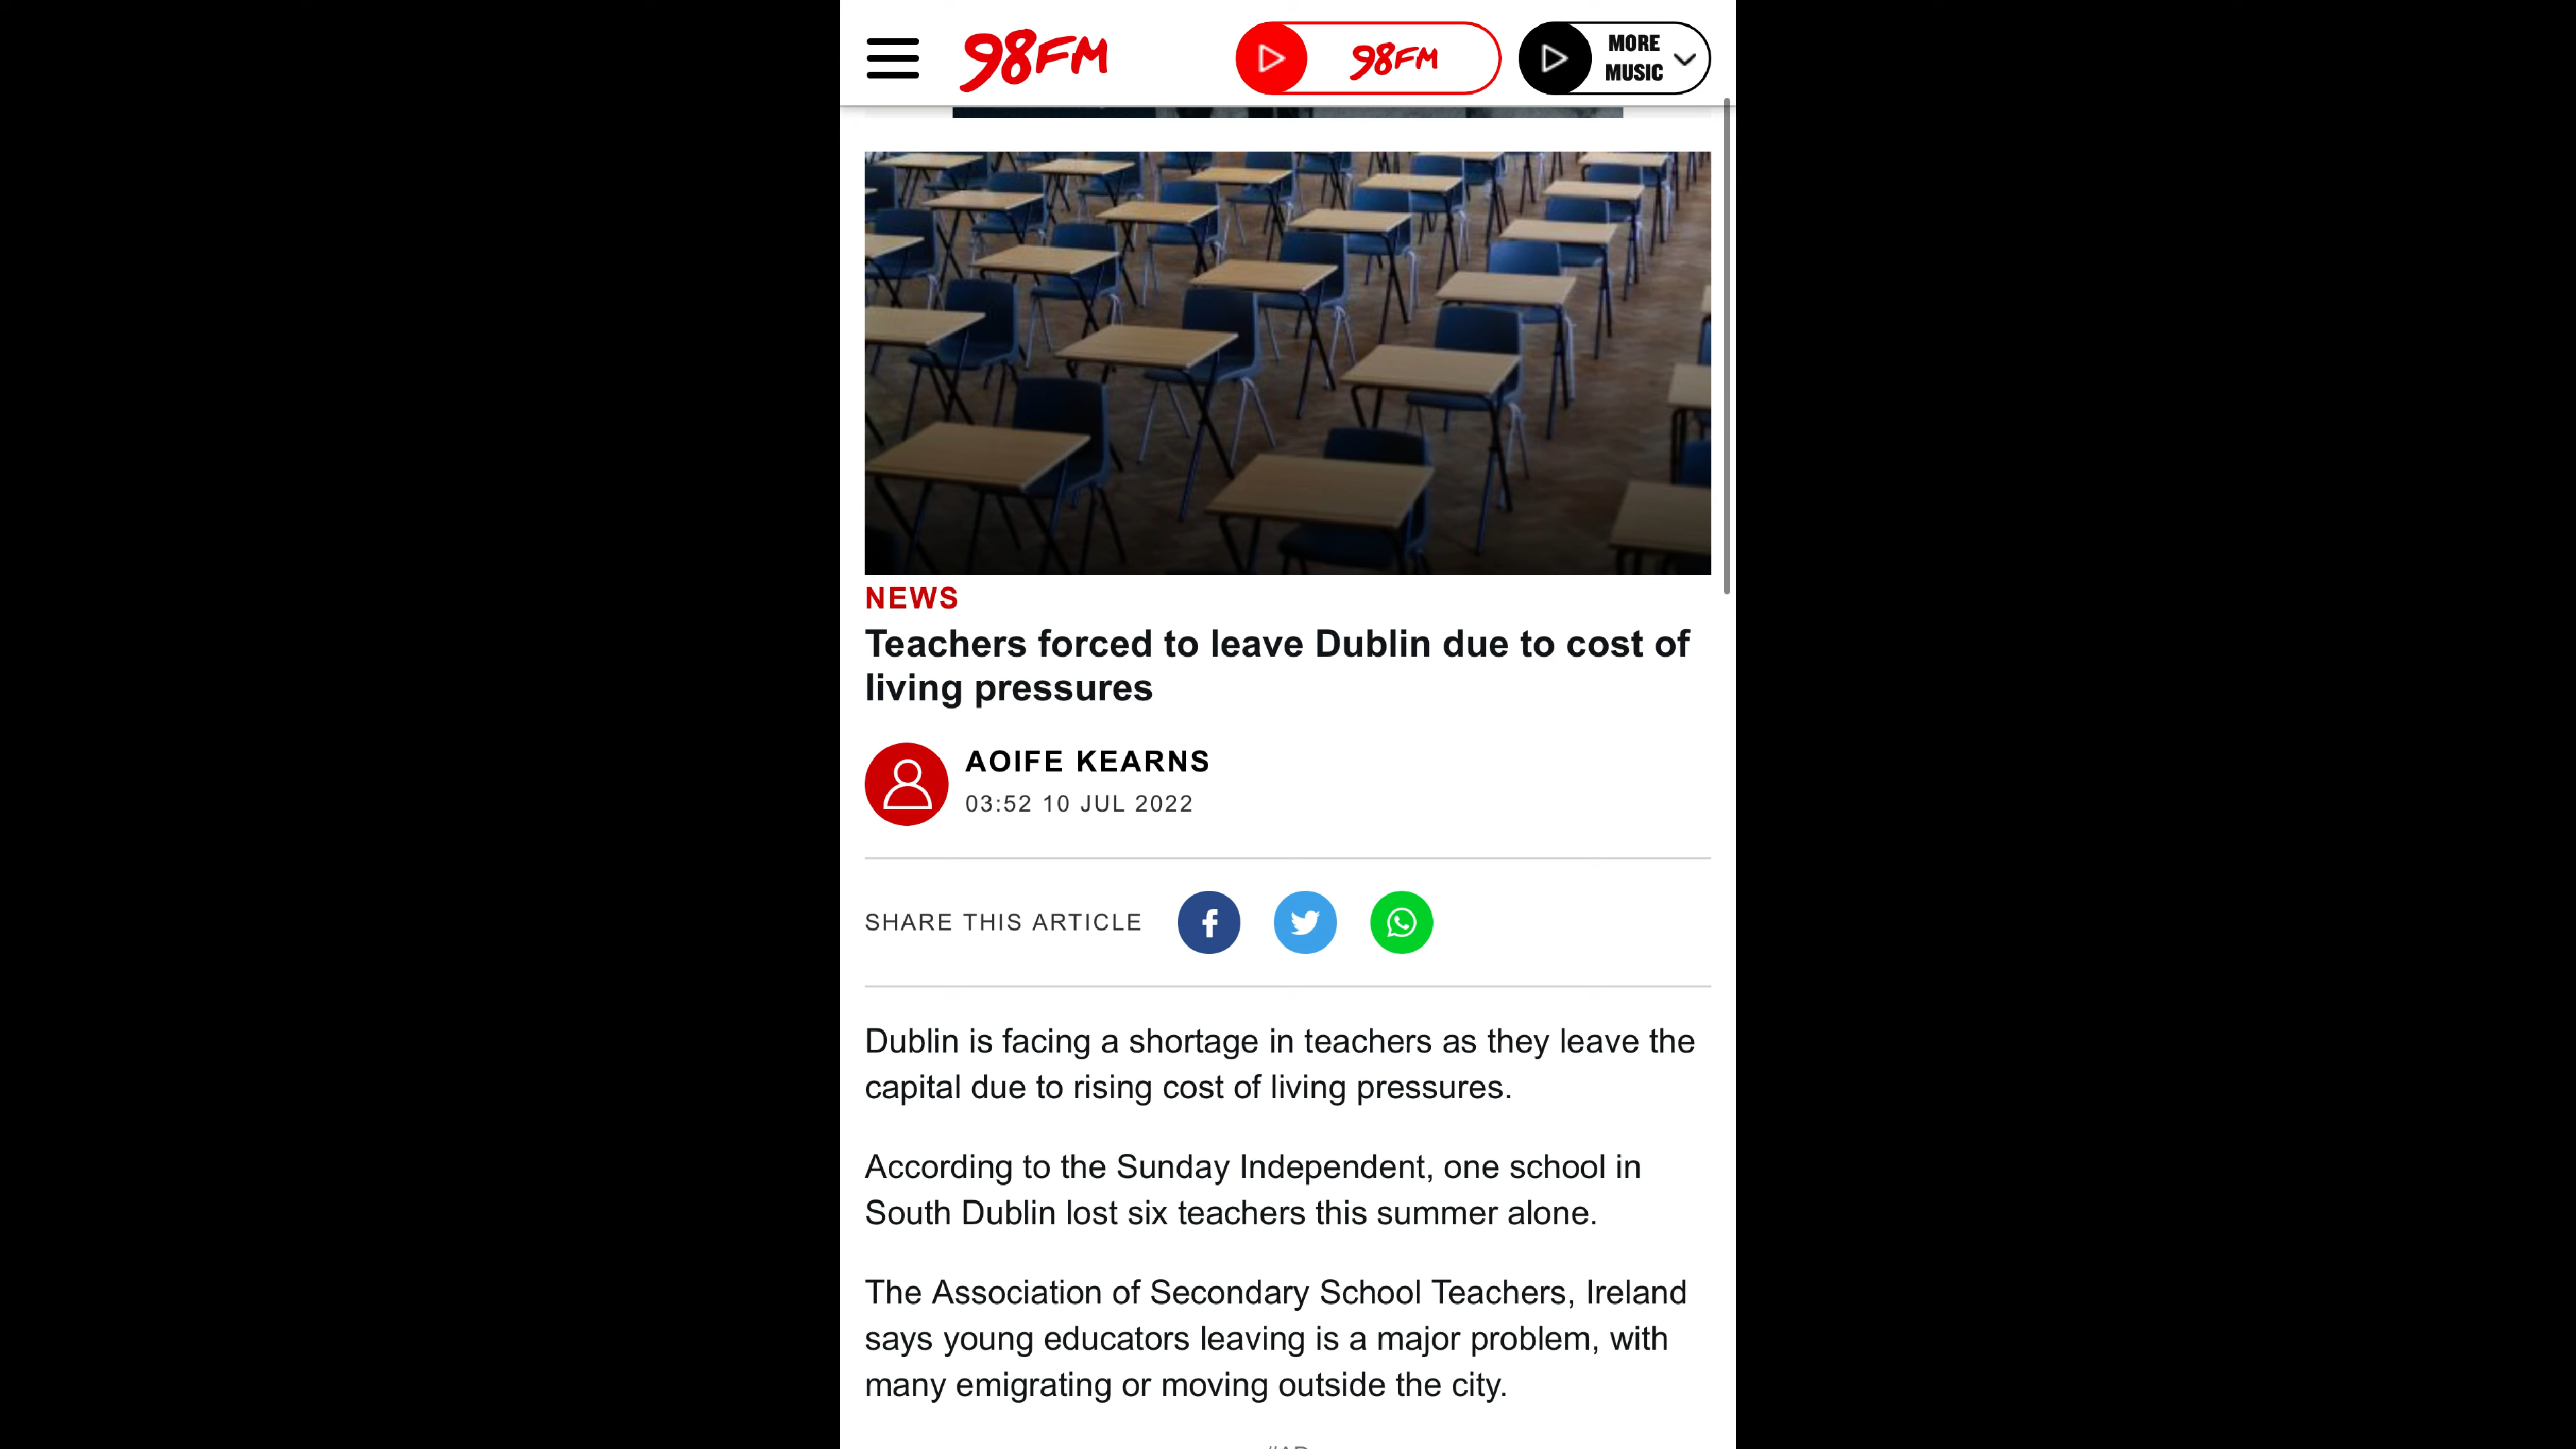 98FM
98FM
MORE
MUSIC
NEWS
Teachers forced to leave Dublin due to cost of
living pressures
AOIFE KEARNS
03:52 10 JUL 2022
SHARE THIS ARTICLE
Dublin is facing a shortage in teachers as they leave the
capital due to rising cost of living pressures.
According to the Sunday Independent, one school in
South Dublin lost six teachers this summer alone.
The Association of Secondary School Teachers, Ireland
says young educators leaving is a major problem, with
many emigrating or moving outside the city.